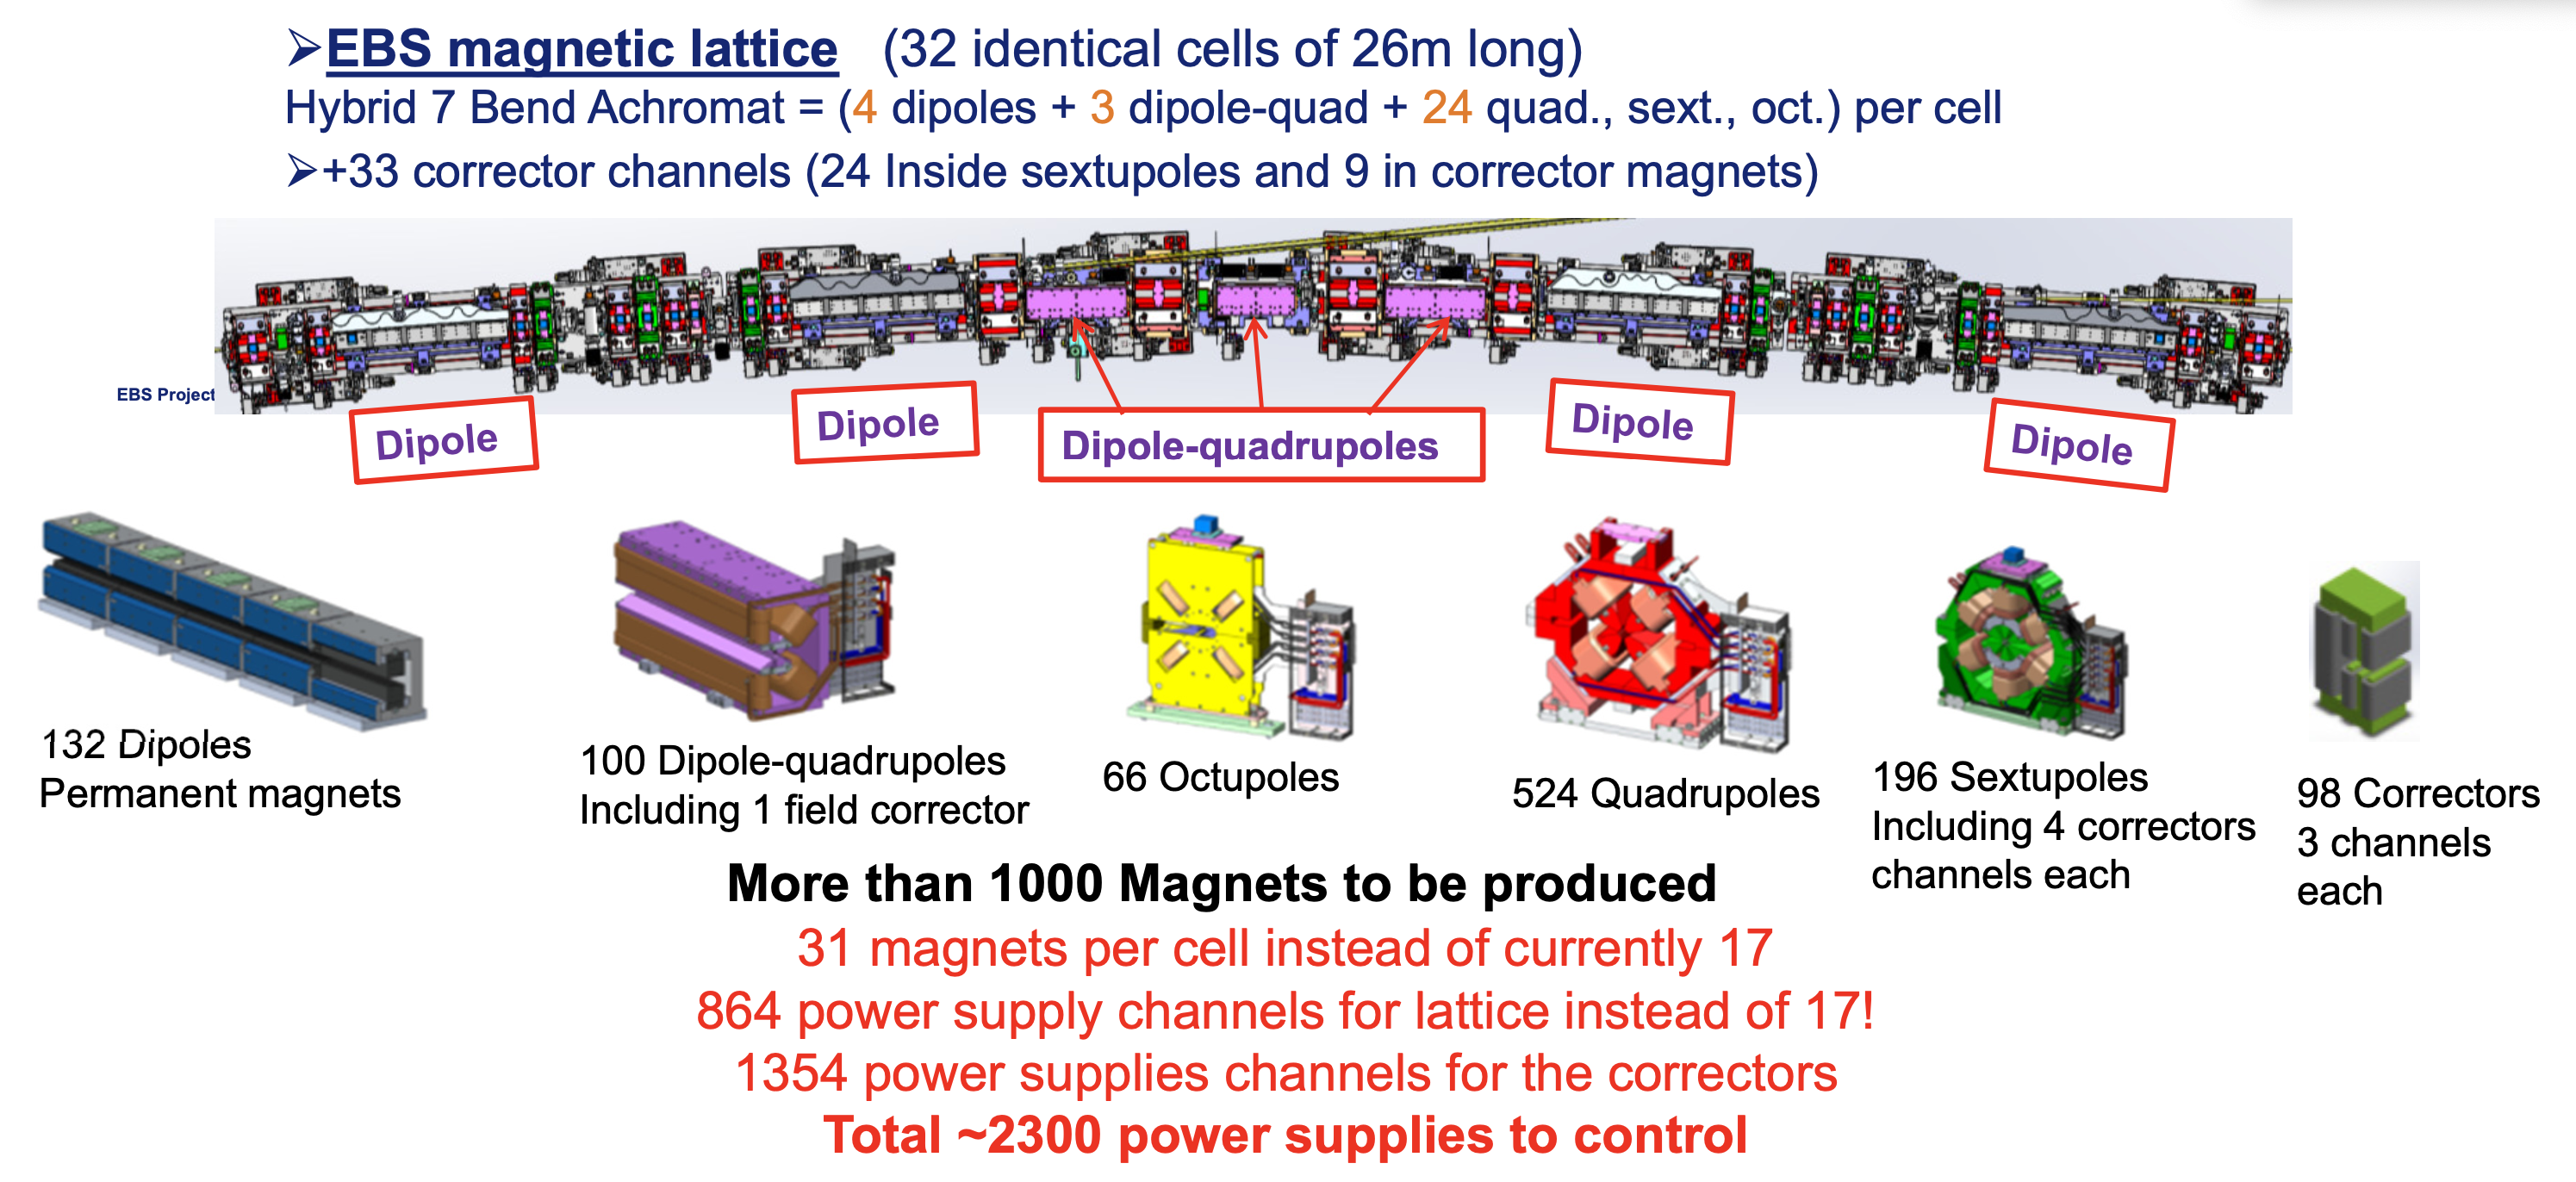 ➢EBS magnetic lattice (32 identical cells of 26m long)
Hybrid 7 Bend Achromat = (4 dipoles + 3 dipole-quad + 24 quad., sext., oct.) per cell
➢+33 corrector channels (24 Inside sextupoles and 9 in corrector magnets)
EBS Project
Dipole
Dipole
Dipole-quadrupoles
Dipole
Dipole
132 Dipoles
Permanent magnets
100 Dipole-quadrupoles
Including 1 field corrector
66 Octupoles
524 Quadrupoles
196 Sextupoles
Including 4 correctors
channels each
98 Correctors
3 channels
each
More than 1000 Magnets to be produced
31 magnets per cell instead of currently 17
864 power supply channels for lattice instead of 17!
1354 power supplies channels for the correctors
Total ~2300 power supplies to control